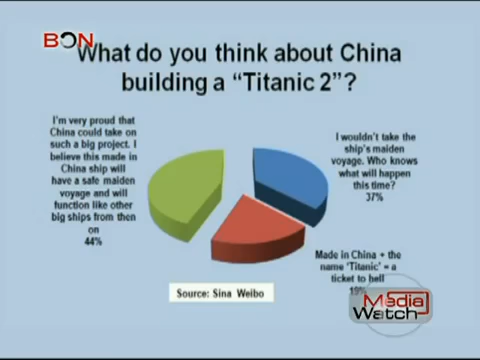 BON
What do you think about China
building a “Titanic 2”?
I'm very proud that
China could take on
such a big project. I
believe this made in
China ship will
have a safe maiden
voyage and will
function like other
big ships from then
on
44%
I wouldn't take the
ship's maiden
voyage. Who knows
what will happen
this time?
37%
Made in China + the
name ‘Titanic’ = a
ticket to hell
19%
Source: Sina Weibo
Media
Watch